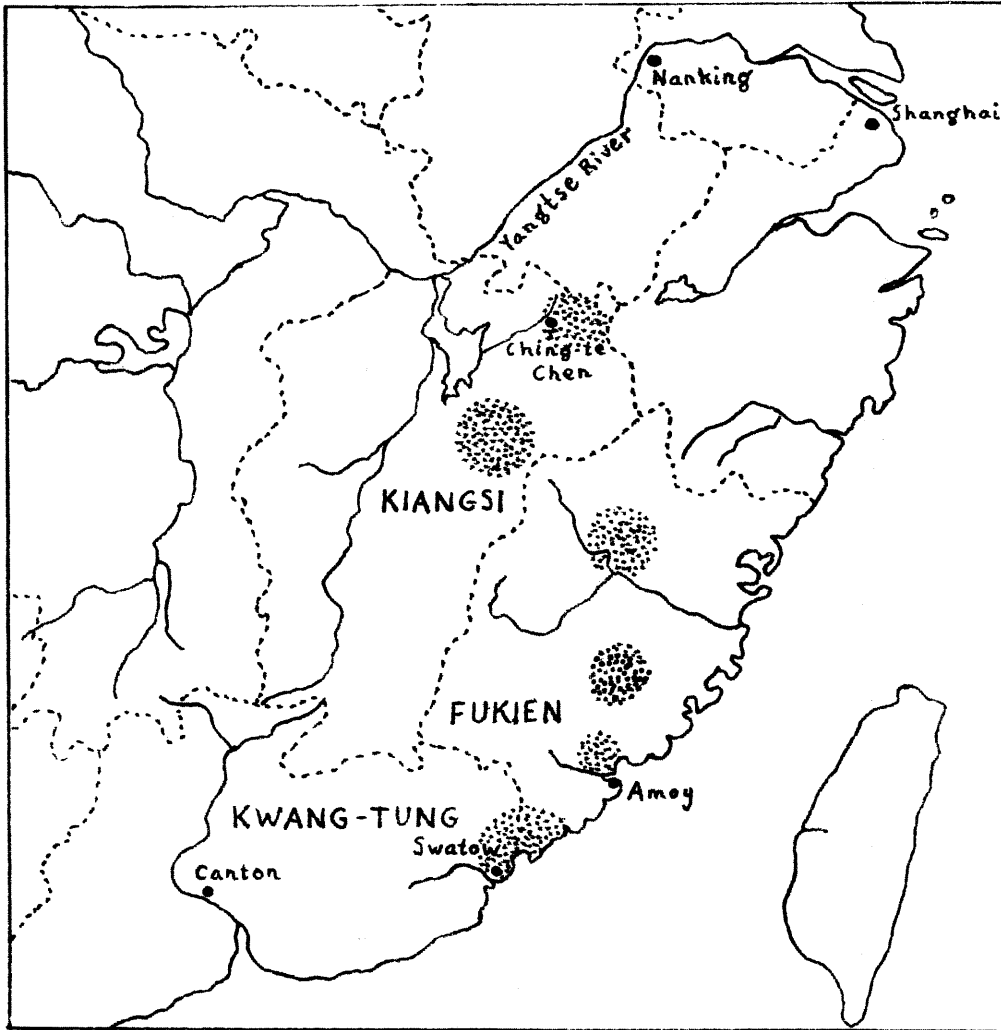 Nanking
Shanghai
Yangtse River
Ching-te
Chen
KIANGSI
FUKIEN
Amoy
KWANG-TUNG
Swatow
Canton